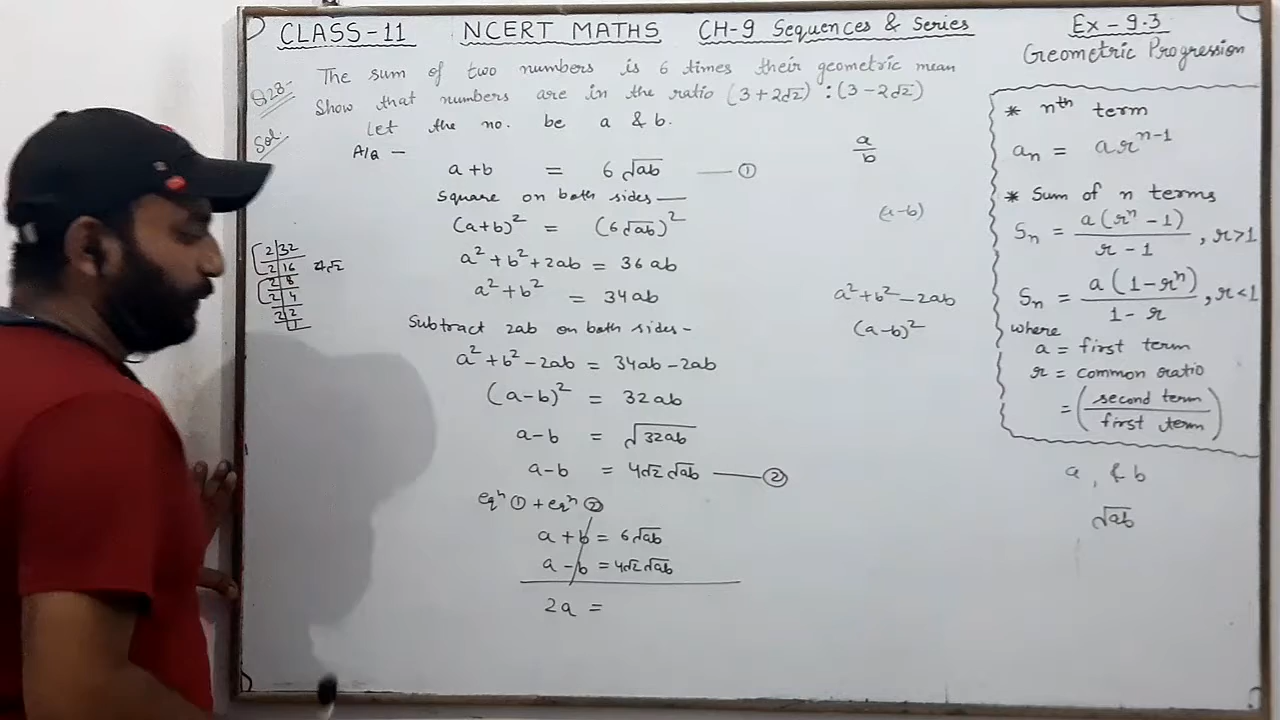 CLASS-11 NCERT MATHS CH-9 Sequences & Series
Ex - 9.3
Geometric Progression
Q28- The sum of two numbers is 6 times their geometric mean
Show that numbers are in the ratio (3+2√2) : (3-2√2)
Sol. Let the no. be a & b.
A/Q —
a+b = 6√ab —— ①
Square on both sides —
(a+b)² = (6√ab)²
a²+b²+2ab = 36ab
a²+b² = 34ab
Subtract 2ab on both sides-
a²+b²-2ab = 34ab-2ab
(a-b)² = 32ab
a-b = √32ab
a-b = 4√2√ab —— ②
eqⁿ ① + eqⁿ ②
a+b = 6√ab
a-b = 4√2√ab
2a =
2|32
2|16
2|8
2|4
2|2
1
4√2
a/b
(a-b)
a²+b²-2ab
(a-b)²
* nth term
aₙ = arⁿ⁻¹
* Sum of n terms
Sₙ = a(rⁿ-1)/r-1, r>1
Sₙ = a(1-rⁿ)/1-r, r<1
where
a = first term
r = common ratio
= (second term/first term)
a, & b
√ab